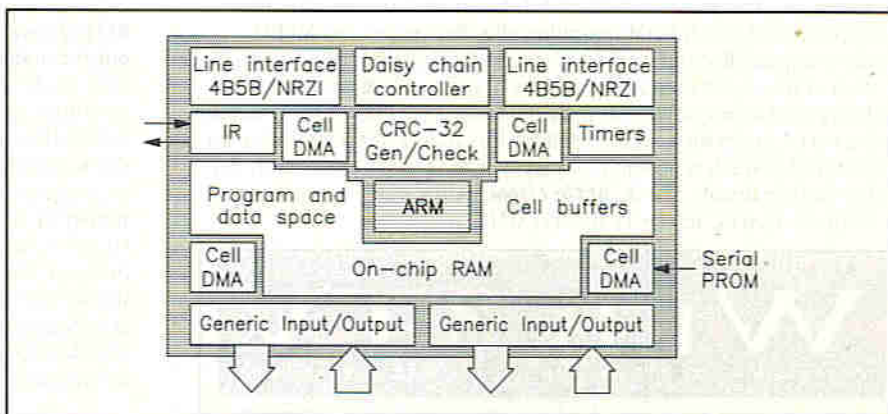 Line interface
4B5B/NRZI
Daisy chain
controller
Line interface
4B5B/NRZI
IR
Cell
DMA
CRC-32
Gen/Check
Cell
DMA
Timers
Program and
data space
ARM
Cell buffers
Cell
DMA
On-chip RAM
Cell
DMA
Serial
PROM
Generic Input/Output
Generic Input/Output